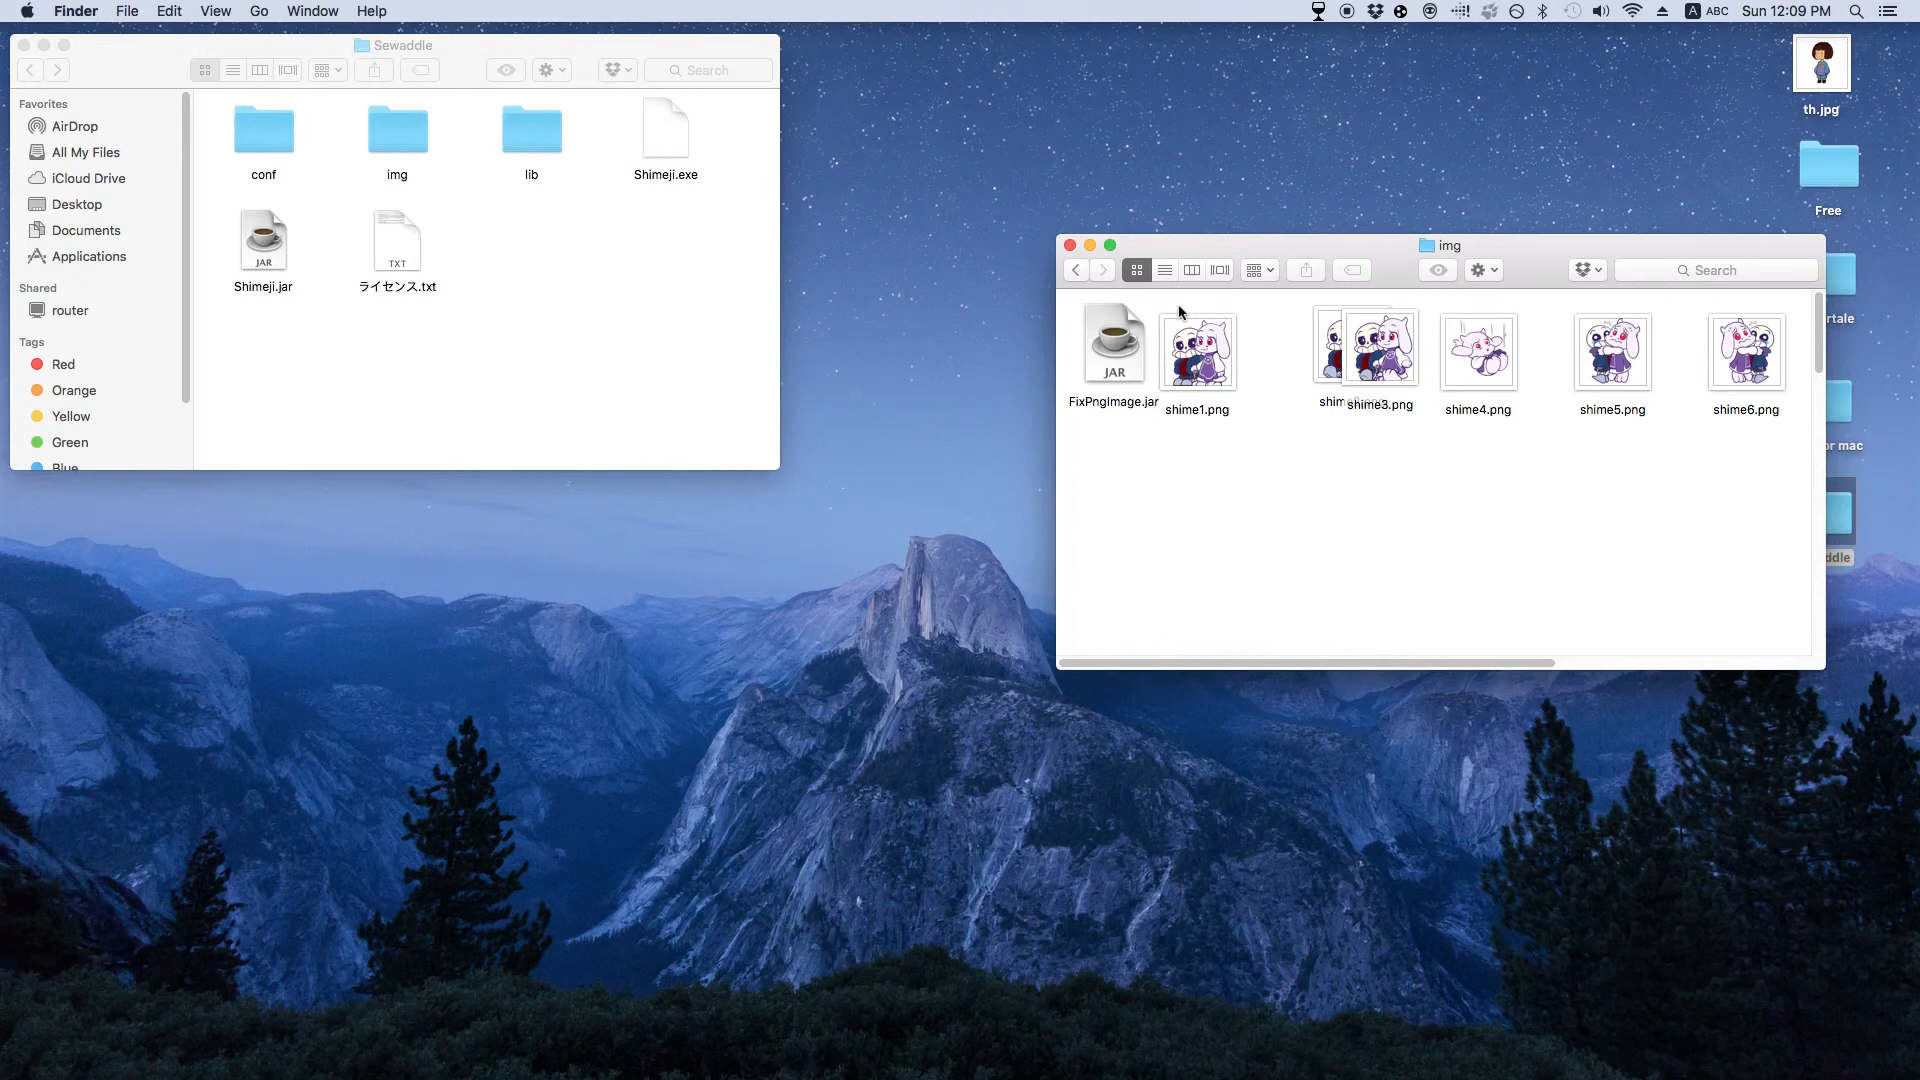 Finder File Edit View Go Window Help
A ABC Sun 12:09 PM
Sewaddle
Search
Favorites
AirDrop
All My Files
iCloud Drive
Desktop
Documents
Applications
Shared
router
Tags
Red
Orange
Yellow
Green
Blue
conf
img
lib
Shimeji.exe
JAR
Shimeji.jar
TXT
ライセンス.txt
img
Search
JAR
FixPngImage.jar
shime1.png
shime3.png
shime4.png
shime5.png
shime6.png
th.jpg
Free
rtale
or mac
ddle